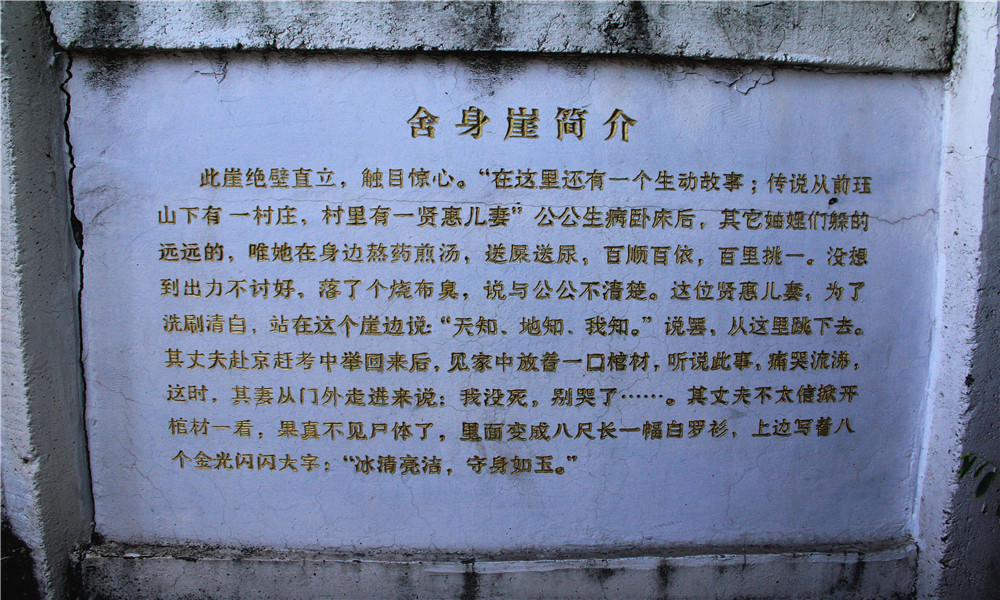 舍身崖简介
此崖绝壁直立，触目惊心。“在这里还有一个生动故事；传说从前珏
山下有一村庄，村里有一贤惠儿妻”公公生病卧床后，其它妯娌们躲的
远远的，唯她在身边熬药煎汤，送屎送尿，百顺百依，百里挑一。没想
到出力不讨好，落了个烧布臭，说与公公不清楚。这位贤惠儿妻，为了
洗刷清白，站在这个崖边说：“天知、地知、我知。”说罢，从这里跳下去。
其丈夫赴京赶考中举回来后，见家中放着一口棺材，听说此事，痛哭流涕，
这时，其妻从门外走进来说：我没死，别哭了……。其丈夫不太信掀开
棺材一看，果真不见尸体了，里面变成八尺长一幅白罗衫，上边写着八
个金光闪闪大字：“冰清亮洁，守身如玉。”